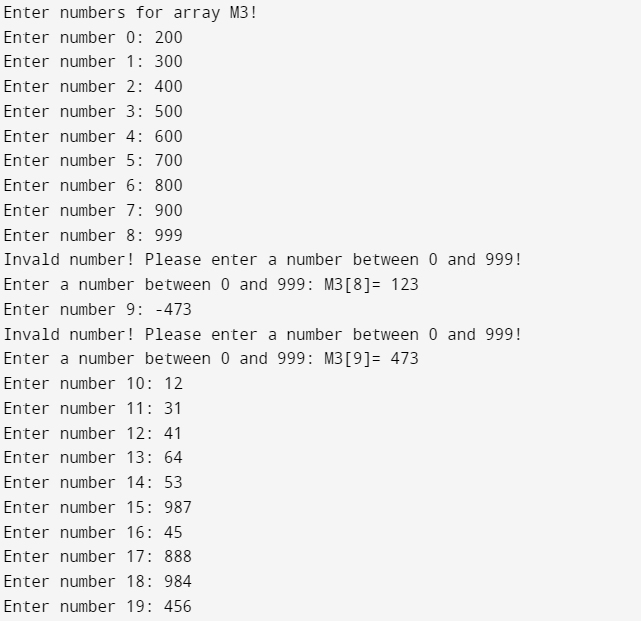 Enter numbers for array M3!
Enter number 0: 200
Enter number 1: 300
Enter number 2: 400
Enter number 3: 500
Enter number 4: 600
Enter number 5: 700
Enter number 6: 800
Enter number 7: 900
Enter number 8: 999
Invald number! Please enter a number between 0 and 999!
Enter a number between 0 and 999: M3[8]= 123
Enter number 9: -473
Invald number! Please enter a number between 0 and 999!
Enter a number between 0 and 999: M3[9]= 473
Enter number 10: 12
Enter number 11: 31
Enter number 12: 41
Enter number 13: 64
Enter number 14: 53
Enter number 15: 987
Enter number 16: 45
Enter number 17: 888
Enter number 18: 984
Enter number 19: 456